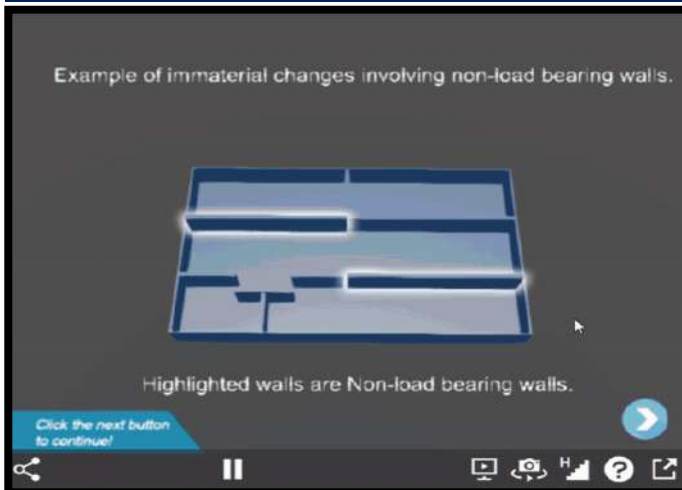 Example of immaterial changes involving non-load bearing walls.
Highlighted walls are Non-load bearing walls.
Click the next button
to continue!
H
?